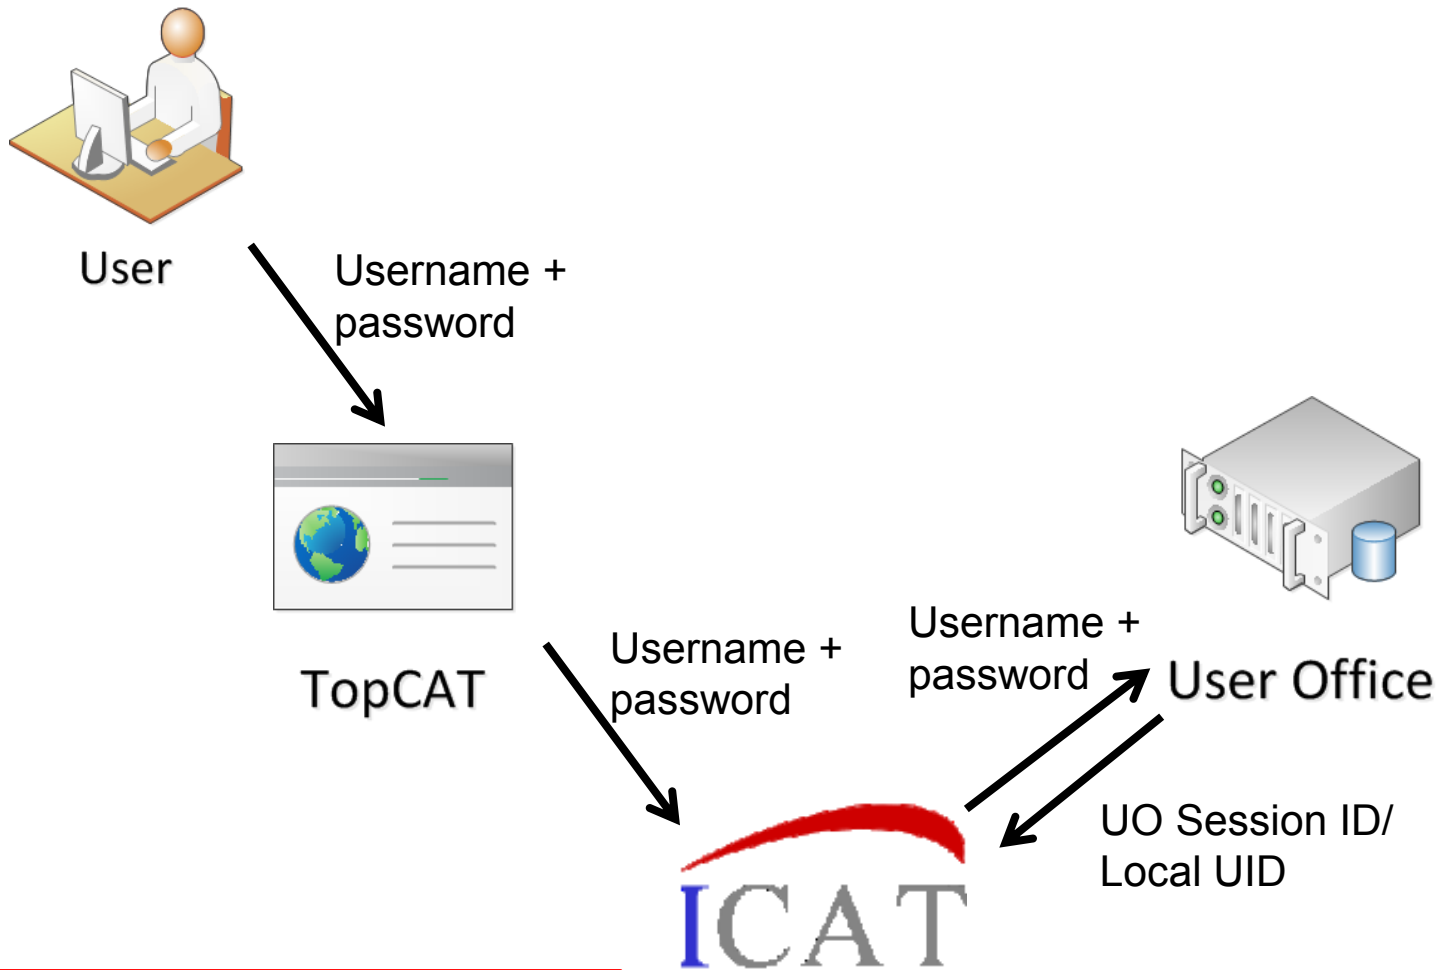 User
Username +
password
TopCAT
Username +
password
Username +
password
User Office
UO Session ID/
Local UID
ICAT